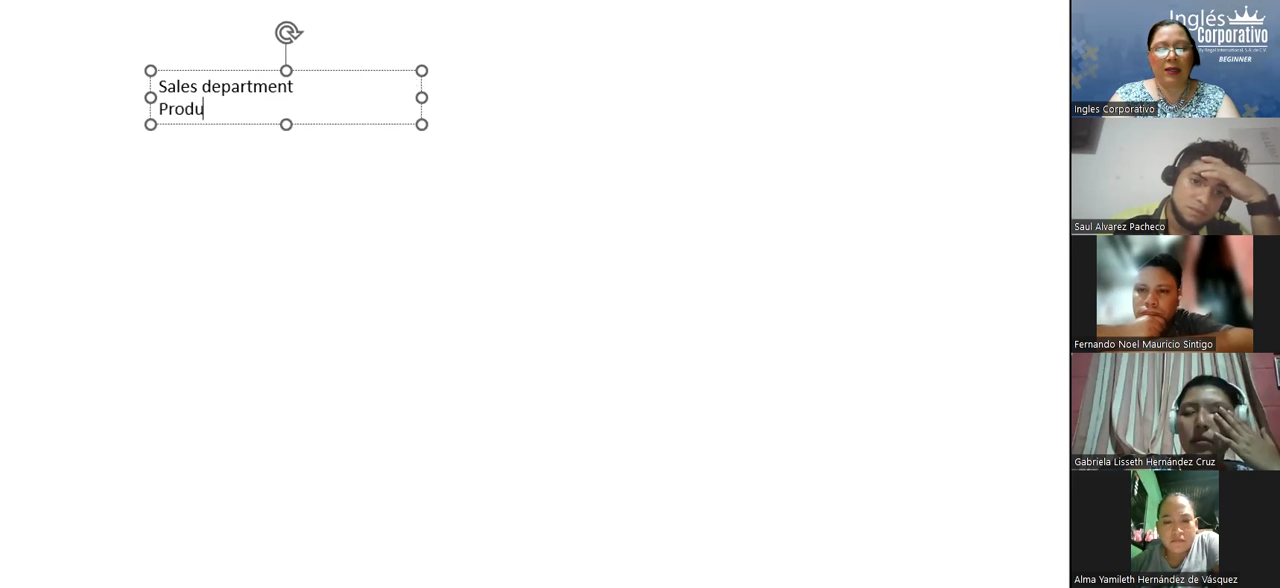 Sales department
Produ
Inglés
Corporativo
BEGINNER
Ingles Corporativo
Saul Alvarez Pacheco
Fernando Noel Mauricio Sintigo
Gabriela Lisseth Hernández Cruz
Alma Yamileth Hernández de Vásquez